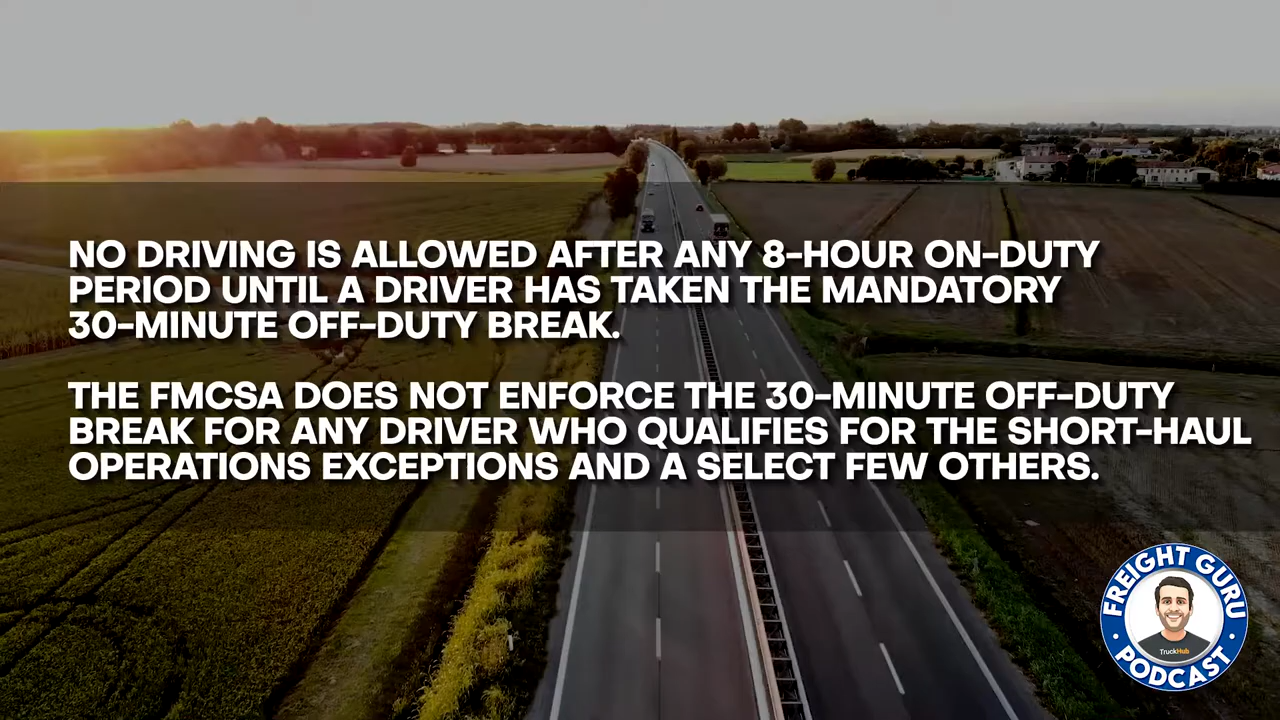 NO DRIVING IS ALLOWED AFTER ANY 8-HOUR ON-DUTY
PERIOD UNTIL A DRIVER HAS TAKEN THE MANDATORY
30-MINUTE OFF-DUTY BREAK.
THE FMCSA DOES NOT ENFORCE THE 30-MINUTE OFF-DUTY
BREAK FOR ANY DRIVER WHO QUALIFIES FOR THE SHORT-HAUL
OPERATIONS EXCEPTIONS AND A SELECT FEW OTHERS.
FREIGHT GURU
TruckHub
PODCAST